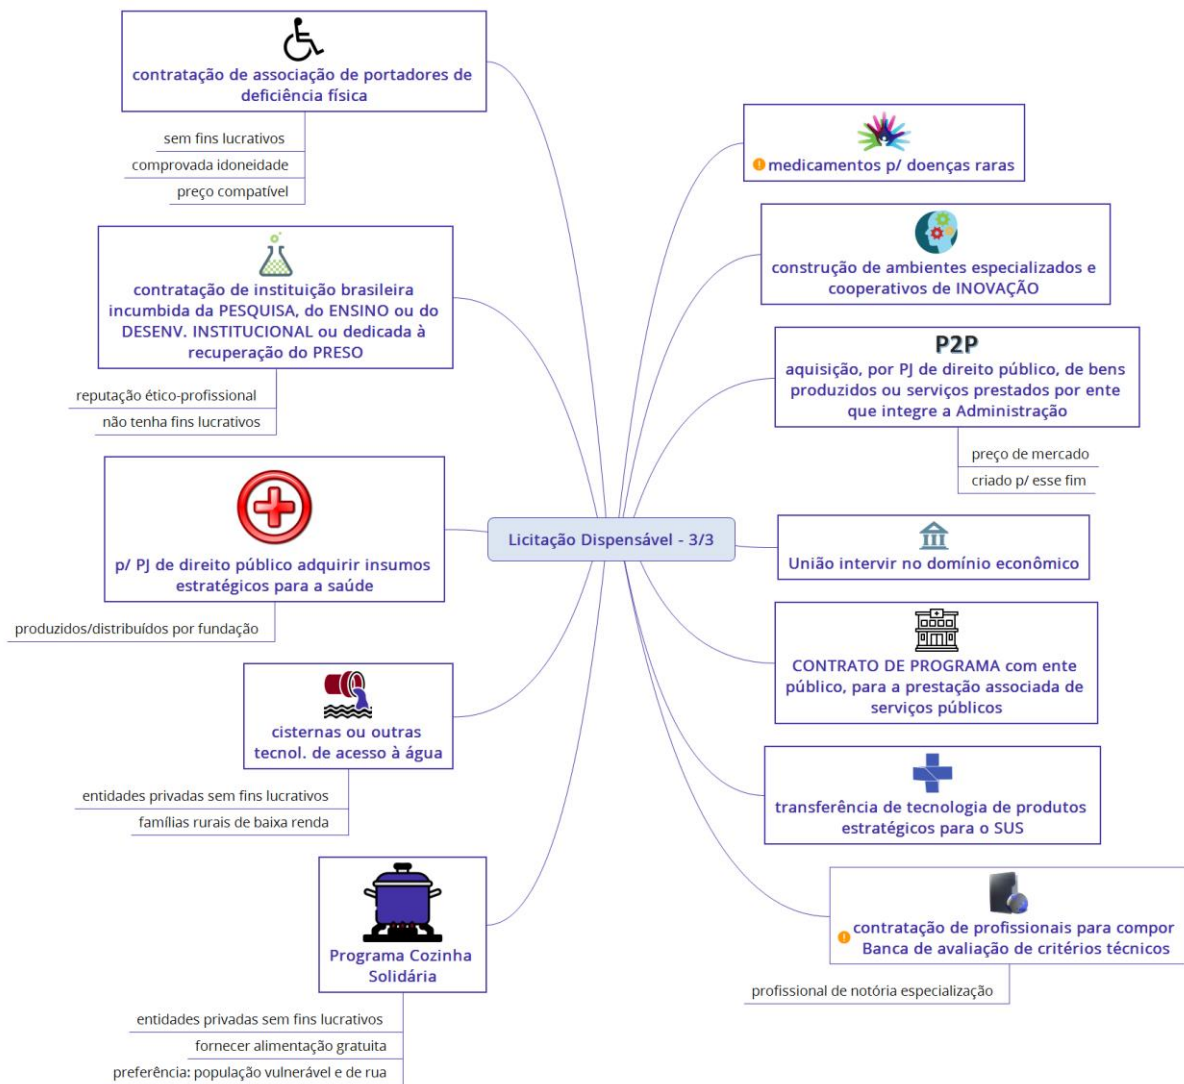 contratação de associação de portadores de
deficiência física
sem fins lucrativos
comprovada idoneidade
preço compatível
contratação de instituição brasileira
incumbida da PESQUISA, do ENSINO ou do
DESENV. INSTITUCIONAL ou dedicada à
recuperação do PRESO
reputação ético-profissional
não tenha fins lucrativos
p/ PJ de direito público adquirir insumos
estratégicos para a saúde
produzidos/distribuídos por fundação
cisternas ou outras
tecnol. de acesso à água
entidades privadas sem fins lucrativos
famílias rurais de baixa renda
Programa Cozinha
Solidária
entidades privadas sem fins lucrativos
fornecer alimentação gratuita
preferência: população vulnerável e de rua
Licitação Dispensável - 3/3
medicamentos p/ doenças raras
construção de ambientes especializados e
cooperativos de INOVAÇÃO
P2P
aquisição, por PJ de direito público, de bens
produzidos ou serviços prestados por ente
que integre a Administração
preço de mercado
criado p/ esse fim
União intervir no domínio econômico
CONTRATO DE PROGRAMA com ente
público, para a prestação associada de
serviços públicos
transferência de tecnologia de produtos
estratégicos para o SUS
contratação de profissionais para compor
Banca de avaliação de critérios técnicos
profissional de notória especialização